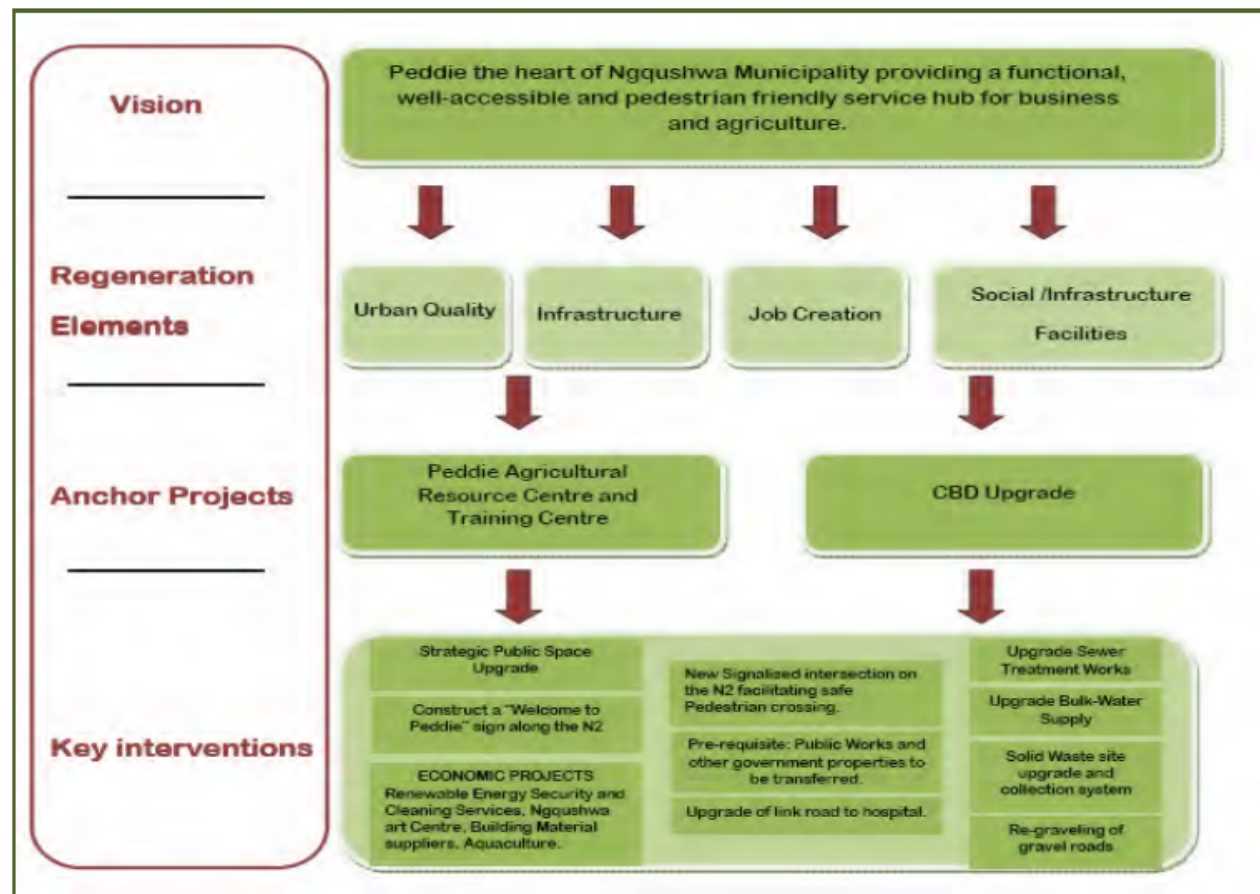 Vision
Peddie the heart of Ngqushwa Municipality providing a functional,
well-accessible and pedestrian friendly service hub for business
and agriculture.
Regeneration
Elements
Urban Quality
Infrastructure
Job Creation
Social /Infrastructure
Facilities
Anchor Projects
Peddie Agricultural
Resource Centre and
Training Centre
CBD Upgrade
Key interventions
Strategic Public Space
Upgrade
Construct a "Welcome to
Peddie" sign along the N2
ECONOMIC PROJECTS
Renewable Energy Security and
Cleaning Services, Ngqushwa
art Centre, Building Material
suppliers, Aquaculture.
New Signalised intersection on
the N2 facilitating safe
Pedestrian crossing.
Pre-requisite: Public Works and
other government properties to
be transferred.
Upgrade of link road to hospital.
Upgrade Sewer
Treatment Works
Upgrade Bulk-Water
Supply
Solid Waste site
upgrade and
collection system
Re-graveling of
gravel roads